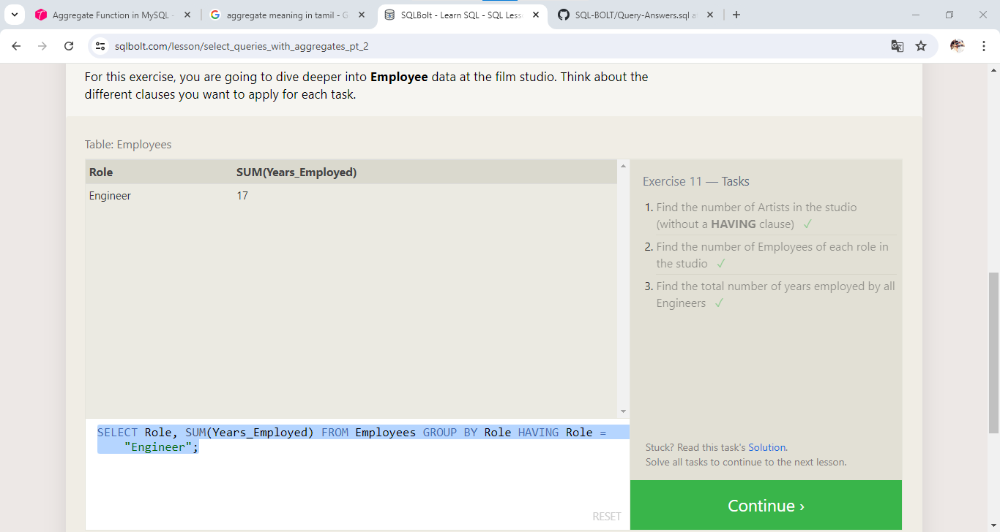 Aggregate Function in MySQL -
aggregate meaning in tamil - G
SQLBolt - Learn SQL - SQL Less
SQL-BOLT/Query-Answers.sql a
sqlbolt.com/lesson/select_queries_with_aggregates_pt_2
For this exercise, you are going to dive deeper into Employee data at the film studio. Think about the
different clauses you want to apply for each task.
Table: Employees
Role SUM(Years_Employed)
Engineer 17
Exercise 11 — Tasks
1. Find the number of Artists in the studio
(without a HAVING clause) ✓
2. Find the number of Employees of each role in
the studio ✓
3. Find the total number of years employed by all
Engineers ✓
SELECT Role, SUM(Years_Employed) FROM Employees GROUP BY Role HAVING Role =
"Engineer";
RESET
Stuck? Read this task's Solution.
Solve all tasks to continue to the next lesson.
Continue ›